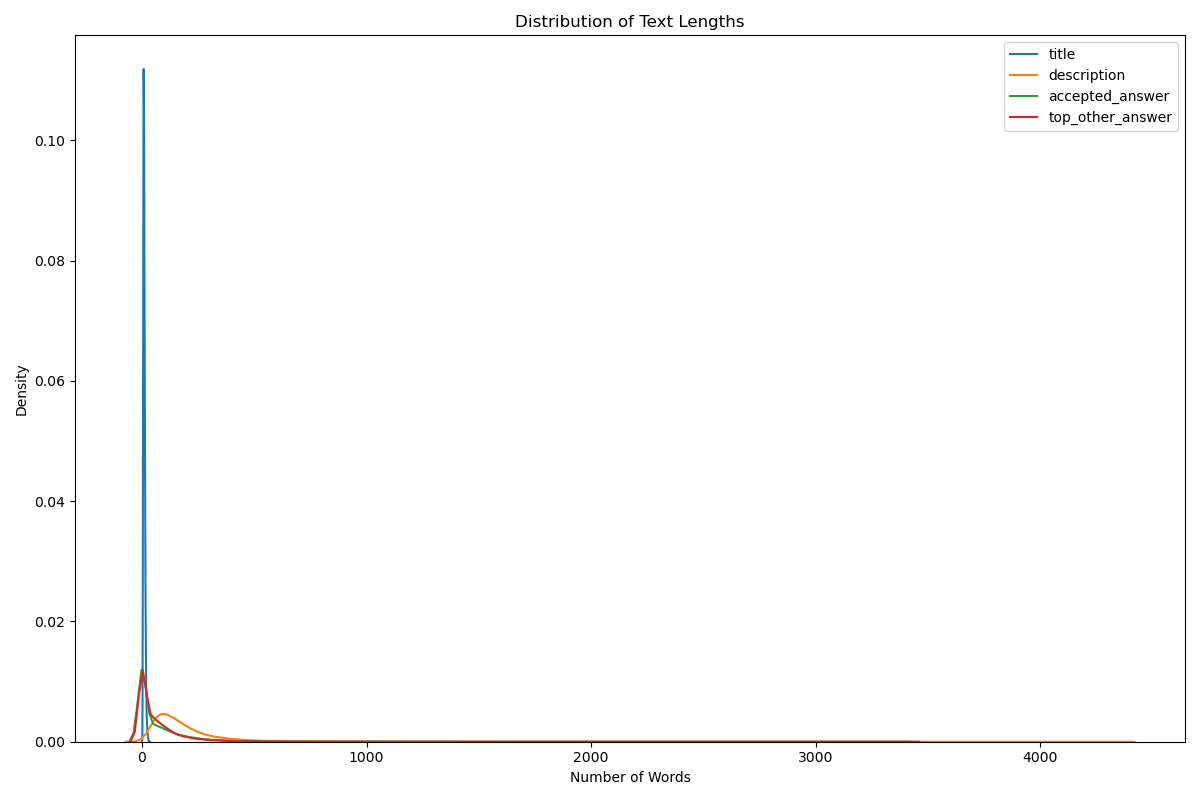 Distribution of Text Lengths
title
description
accepted_answer
top_other_answer
Density
0.10
0.08
0.06
0.04
0.02
0.00
0 1000 2000 3000 4000
Number of Words